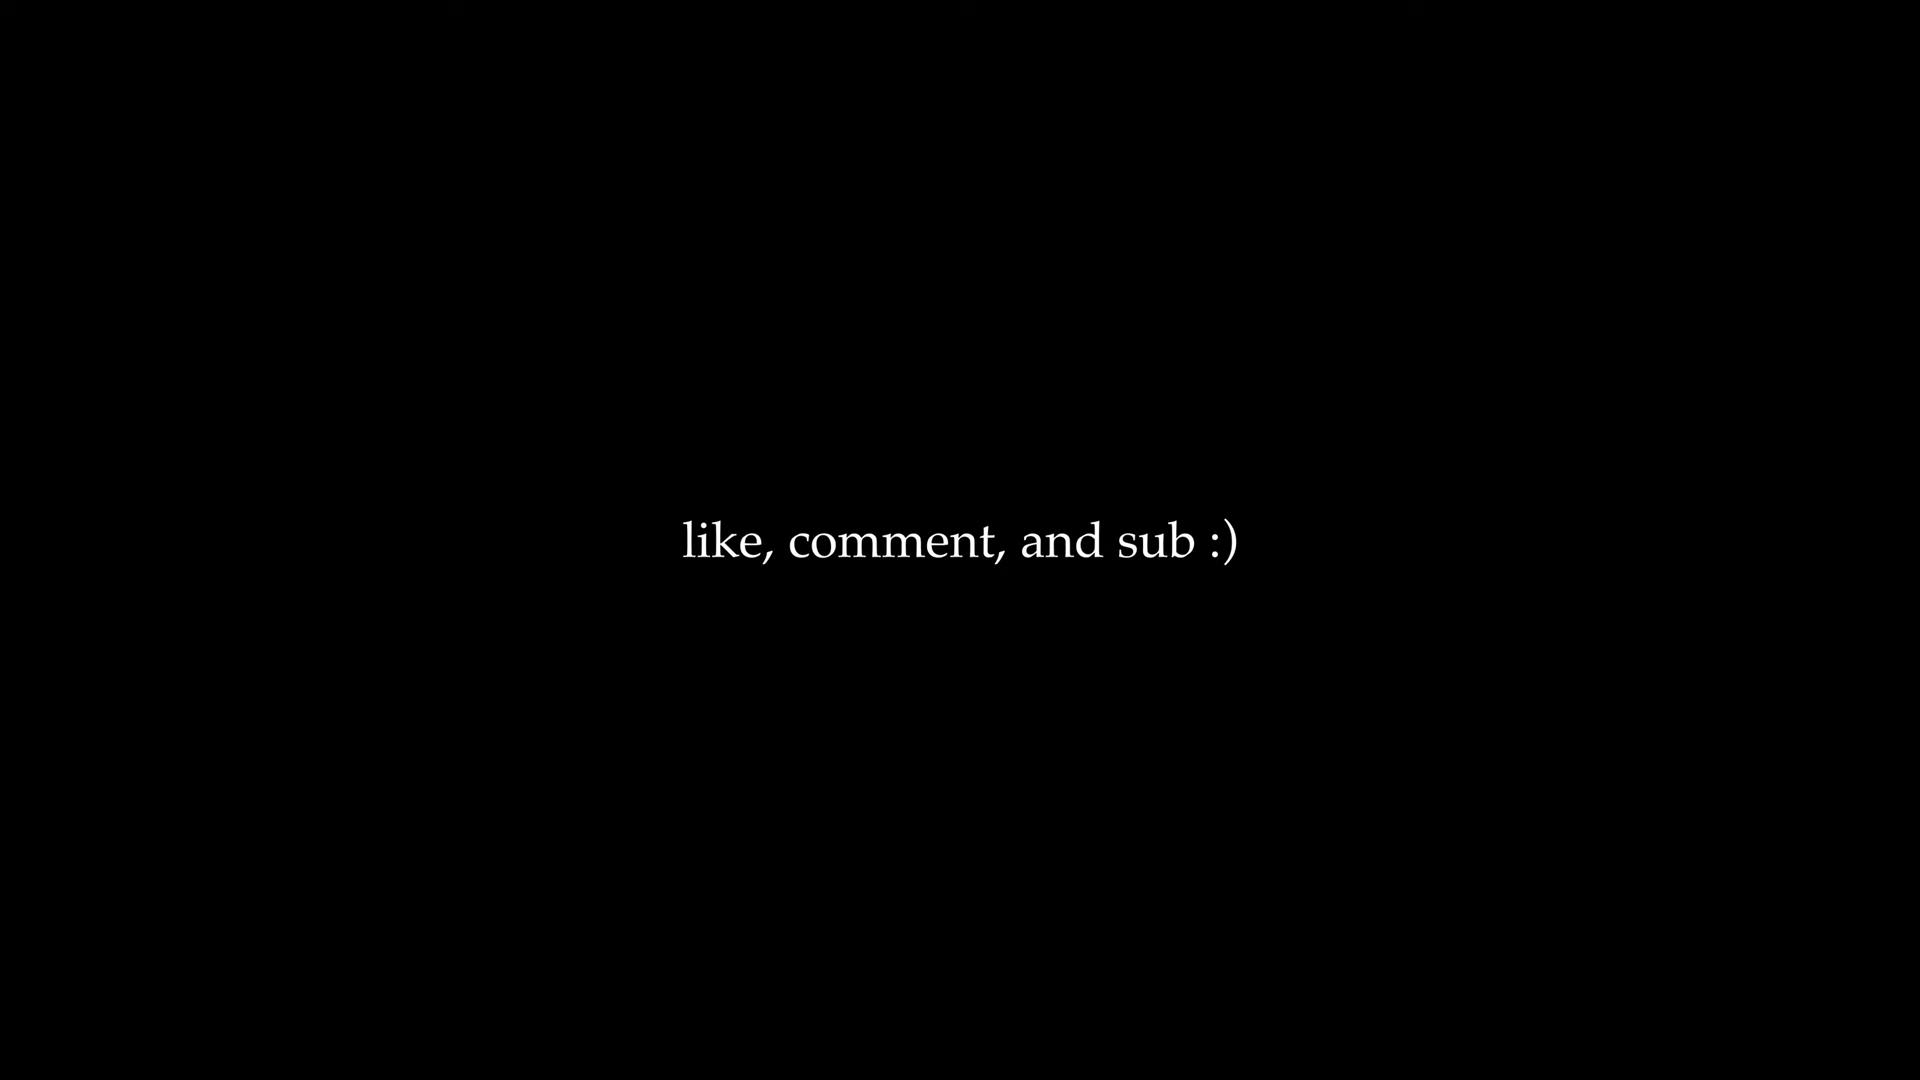 like, comment, and sub :)